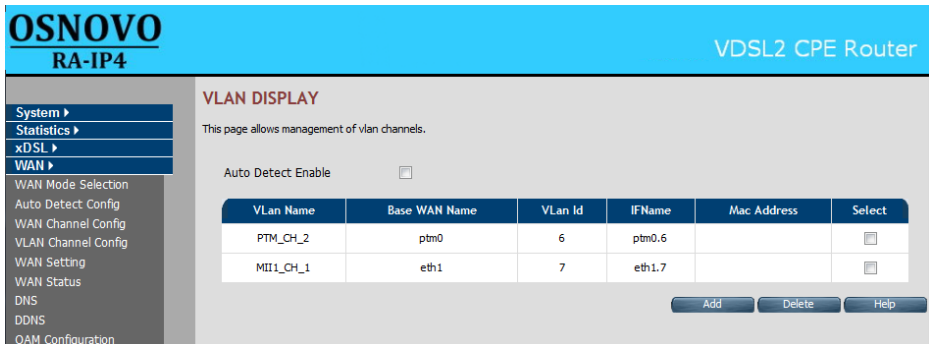 OSNOVO
RA-IP4
VDSL2 CPE Router
System
Statistics
xDSL
WAN
WAN Mode Selection
Auto Detect Config
WAN Channel Config
VLAN Channel Config
WAN Setting
WAN Status
DNS
DDNS
OAM Configuration
VLAN DISPLAY
This page allows management of vlan channels.
Auto Detect Enable
VLan Name Base WAN Name VLan Id IFName Mac Address Select
PTM_CH_2 ptm0 6 ptm0.6
MII1_CH_1 eth1 7 eth1.7
Add Delete Help